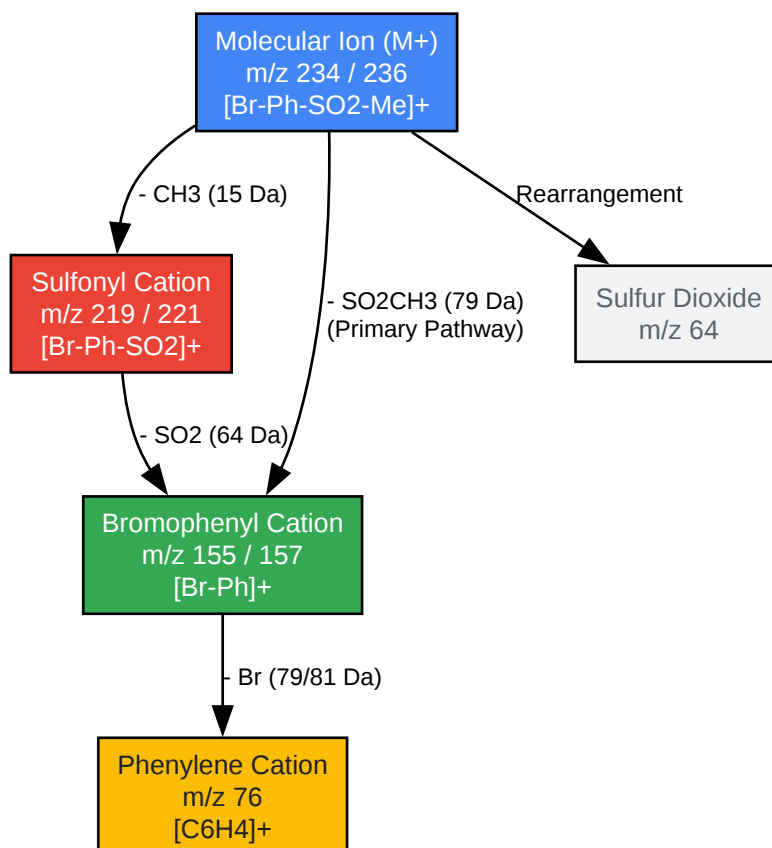 Molecular Ion (M+)
m/z 234 / 236
[Br-Ph-SO2-Me]+
- CH3 (15 Da)
Rearrangement
Sulfonyl Cation
m/z 219 / 221
[Br-Ph-SO2]+
- SO2CH3 (79 Da)
(Primary Pathway)
Sulfur Dioxide
m/z 64
- SO2 (64 Da)
Bromophenyl Cation
m/z 155 / 157
[Br-Ph]+
- Br (79/81 Da)
Phenylene Cation
m/z 76
[C6H4]+